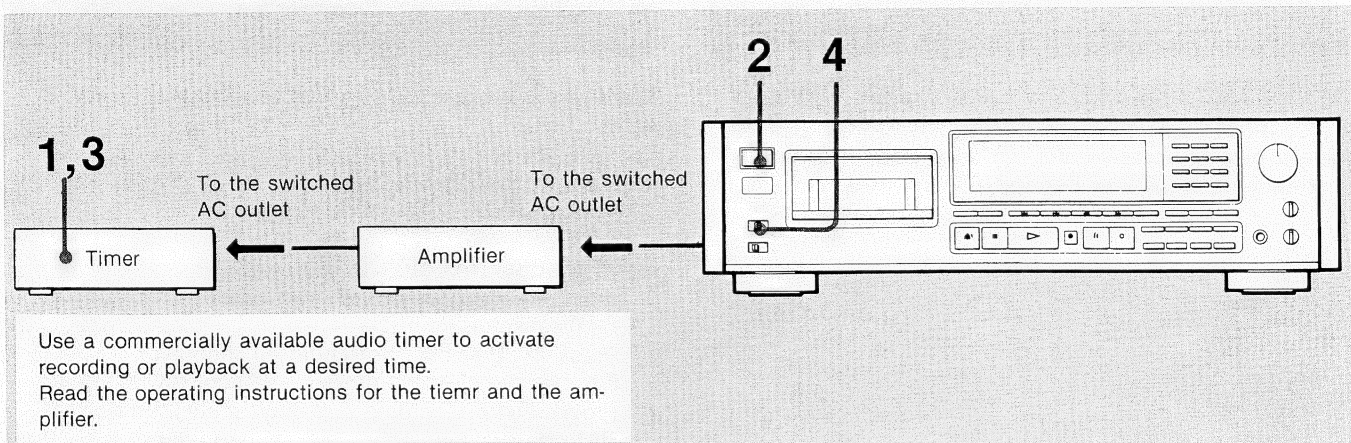 2 4
1,3
To the switched
AC outlet
To the switched
AC outlet
Timer
Amplifier
Use a commercially available audio timer to activate
recording or playback at a desired time.
Read the operating instructions for the tiemr and the am-
plifier.